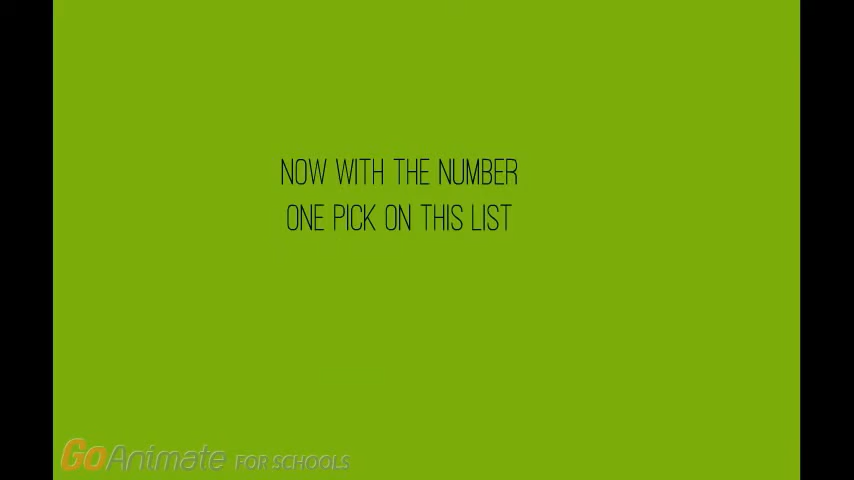 NOW WITH THE NUMBER
ONE PICK ON THIS LIST
GoAnimate FOR SCHOOLS